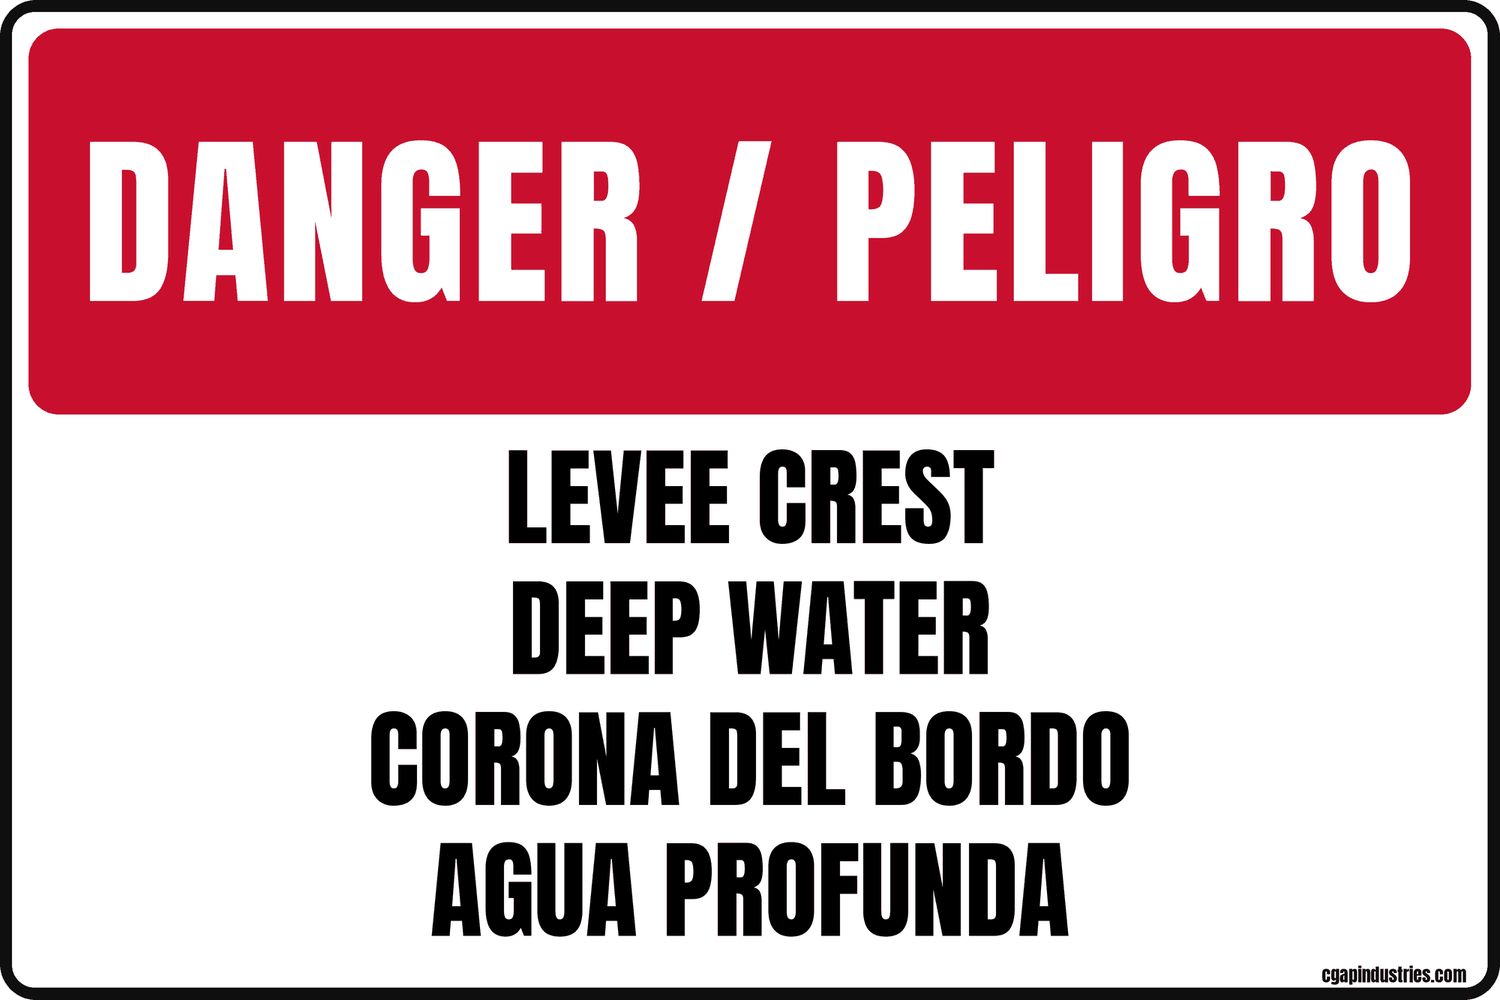 DANGER / PELIGRO
LEVEE CREST
DEEP WATER
CORONA DEL BORDO
AGUA PROFUNDA
cgapindustries.com